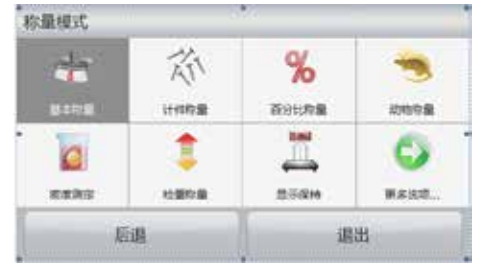 称量模式
基本称量 计件称量 百分比称量 动物称量
密度测定 检重称量 显示保持 更多选项...
后退 退出